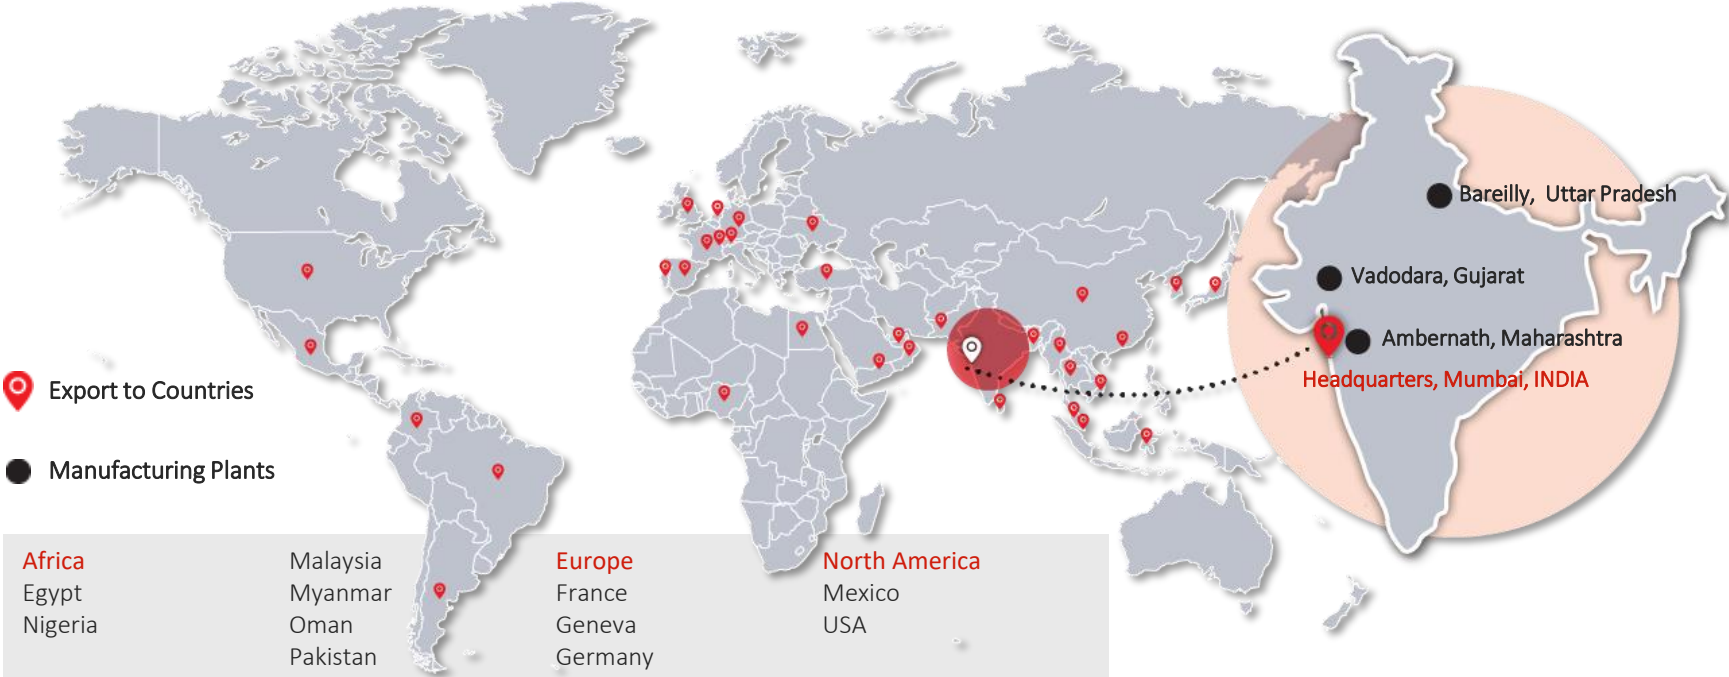 Bareilly, Uttar Pradesh
Vadodara, Gujarat
Ambernath, Maharashtra
Headquarters, Mumbai, INDIA
Export to Countries
Manufacturing Plants
Africa
Egypt
Nigeria
Malaysia
Myanmar
Oman
Pakistan
Europe
France
Geneva
Germany
North America
Mexico
USA